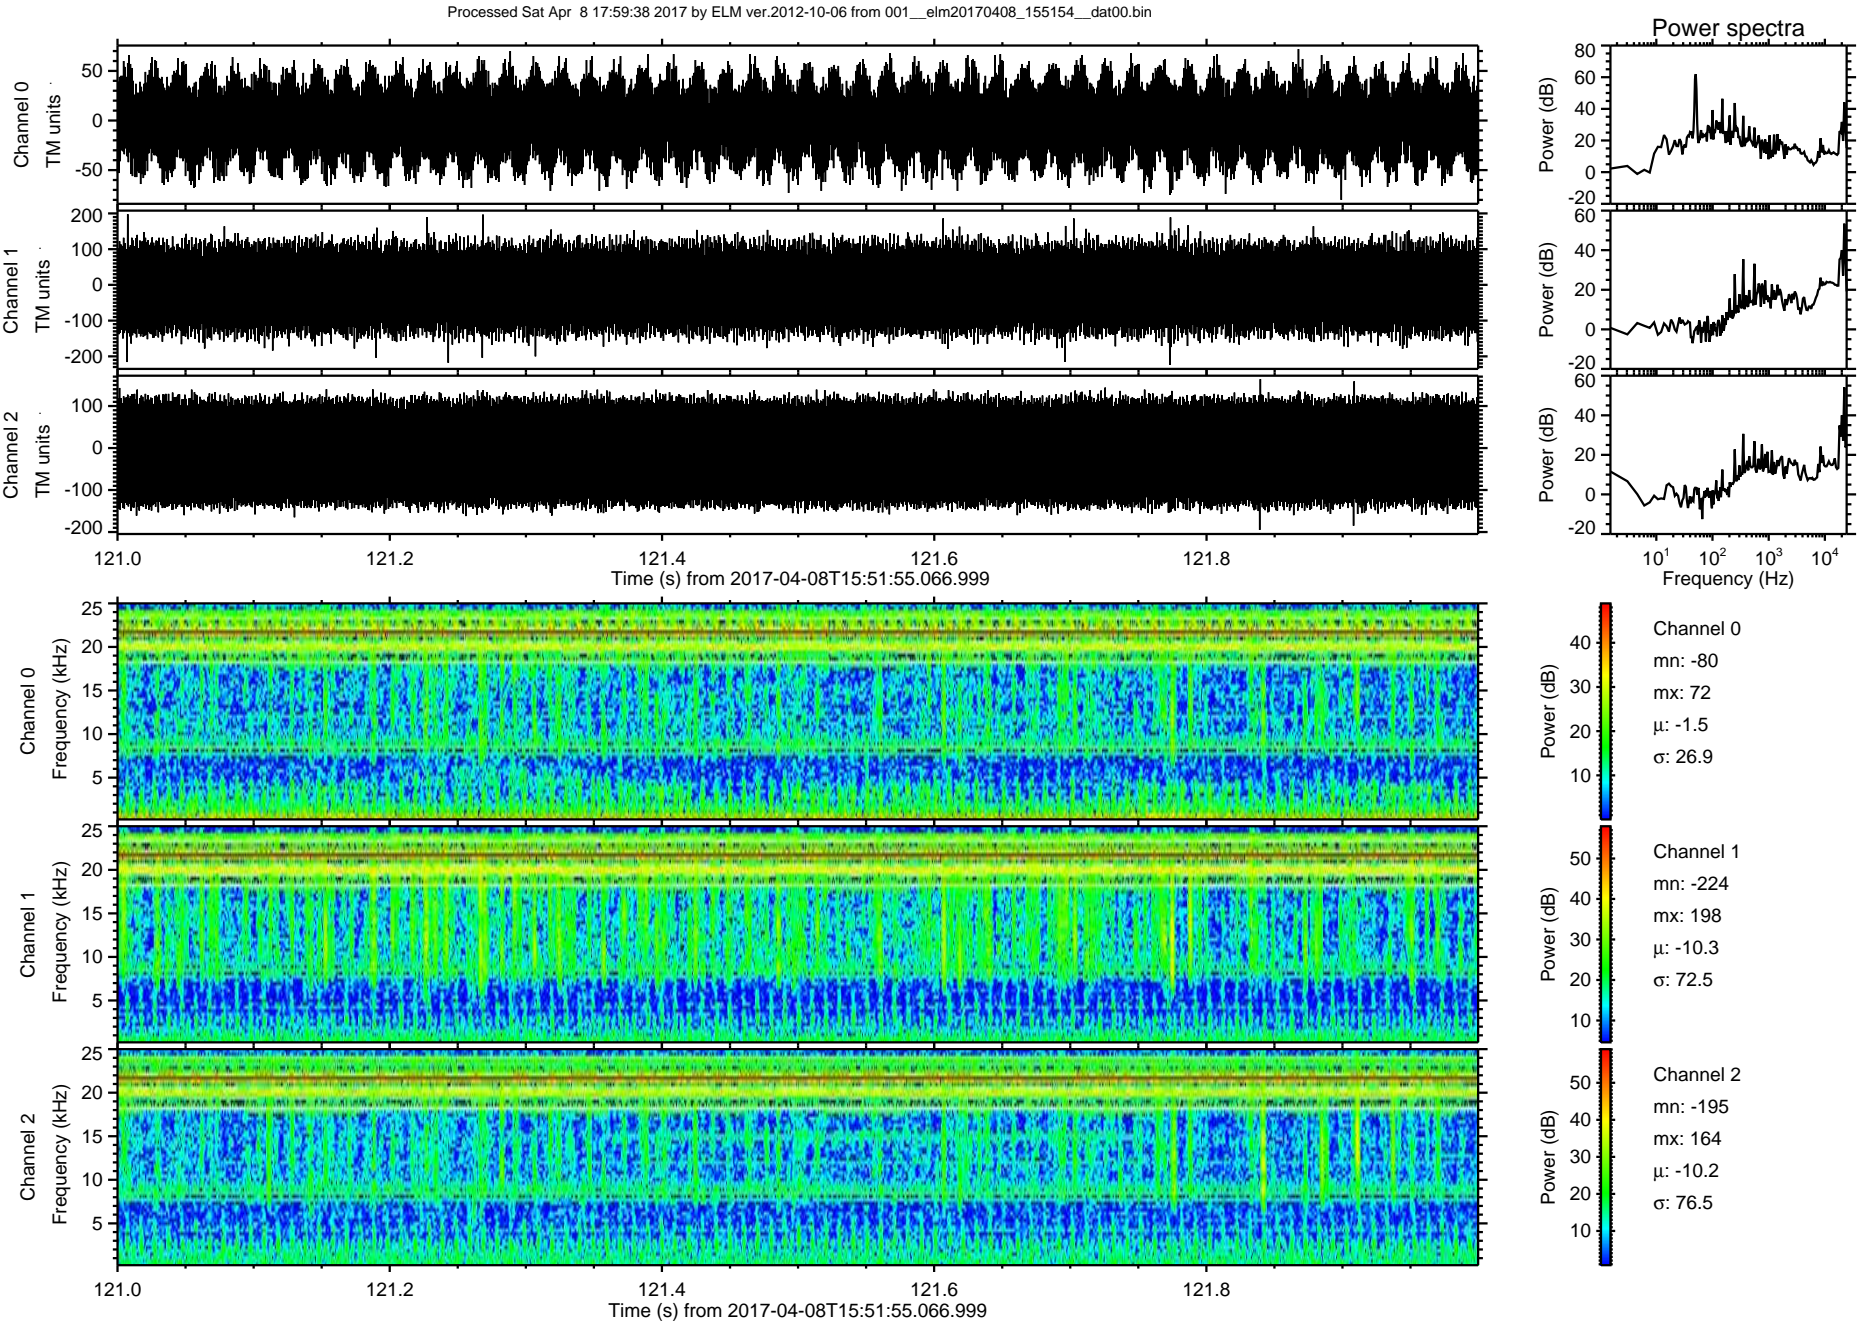 Processed Sat Apr  8 17:59:38 2017 by ELM ver.2012-10-06 from 001__elm20170408_155154__dat00.bin
Power spectra
Channel 0
TM units
50
0
-50
Power (dB)
80
60
40
20
0
-20
Channel 1
TM units
200
100
0
-100
-200
Power (dB)
60
40
20
0
-20
Channel 2
TM units
100
0
-100
-200
Power (dB)
60
40
20
0
-20
121.0
121.2
121.4
121.6
121.8
Time (s) from 2017-04-08T15:51:55.066.999
10^1
10^2
10^3
10^4
Frequency (Hz)
Channel 0
Frequency (kHz)
25
20
15
10
5
Power (dB)
40
30
20
10
Channel 0
mn: -80
mx: 72
μ: -1.5
σ: 26.9
Channel 1
Frequency (kHz)
25
20
15
10
5
Power (dB)
50
40
30
20
10
Channel 1
mn: -224
mx: 198
μ: -10.3
σ: 72.5
Channel 2
Frequency (kHz)
25
20
15
10
5
Power (dB)
50
40
30
20
10
Channel 2
mn: -195
mx: 164
μ: -10.2
σ: 76.5
121.0
121.2
121.4
121.6
121.8
Time (s) from 2017-04-08T15:51:55.066.999